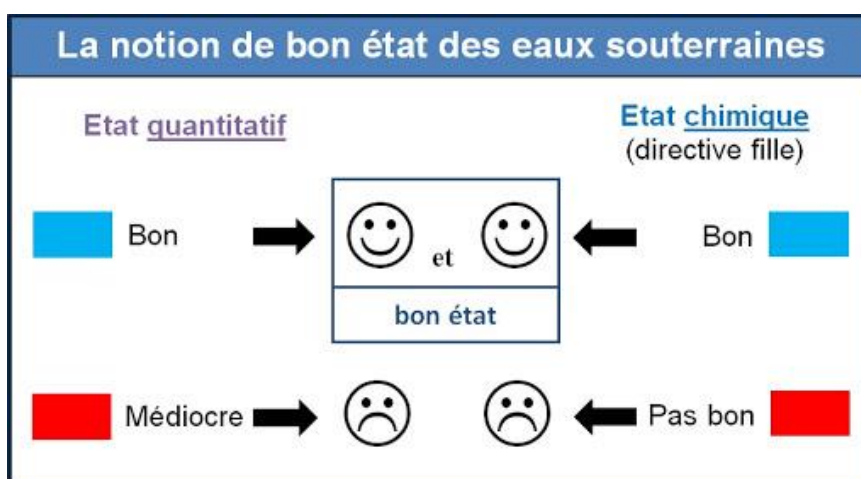 La notion de bon état des eaux souterraines
Etat quantitatif
Etat chimique
(directive fille)
Bon
et
Bon
bon état
Médiocre
Pas bon